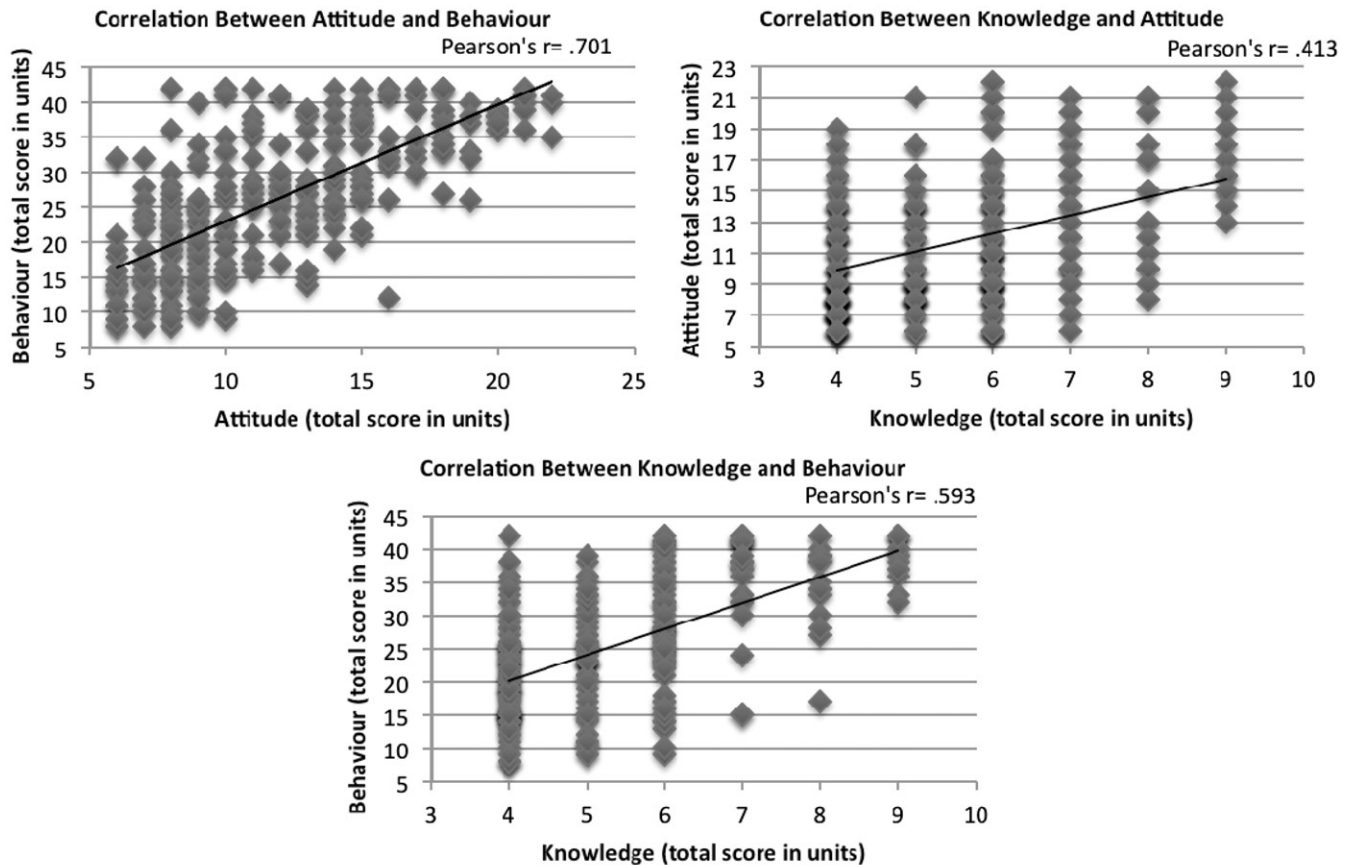 Correlation Between Attitude and Behaviour
Pearson's r= .701
Behaviour (total score in units)
45
40
35
30
25
20
15
10
5
5 10 15 20 25
Attitude (total score in units)
Correlation Between Knowledge and Attitude
Pearson's r= .413
Attitude (total score in units)
23
21
19
17
15
13
11
9
7
5
3 4 5 6 7 8 9 10
Knowledge (total score in units)
Correlation Between Knowledge and Behaviour
Pearson's r= .593
Behaviour (total score in units)
45
40
35
30
25
20
15
10
5
3 4 5 6 7 8 9 10
Knowledge (total score in units)